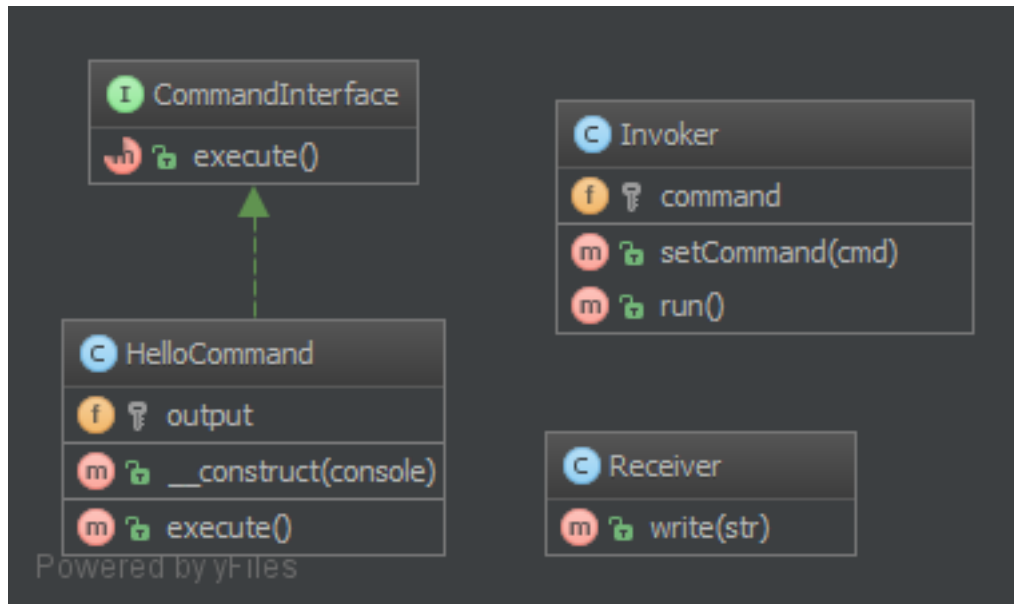 I CommandInterface
m execute()
C Invoker
f command
m setCommand(cmd)
m run()
C HelloCommand
f output
m __construct(console)
m execute()
C Receiver
m write(str)
Powered by yFiles